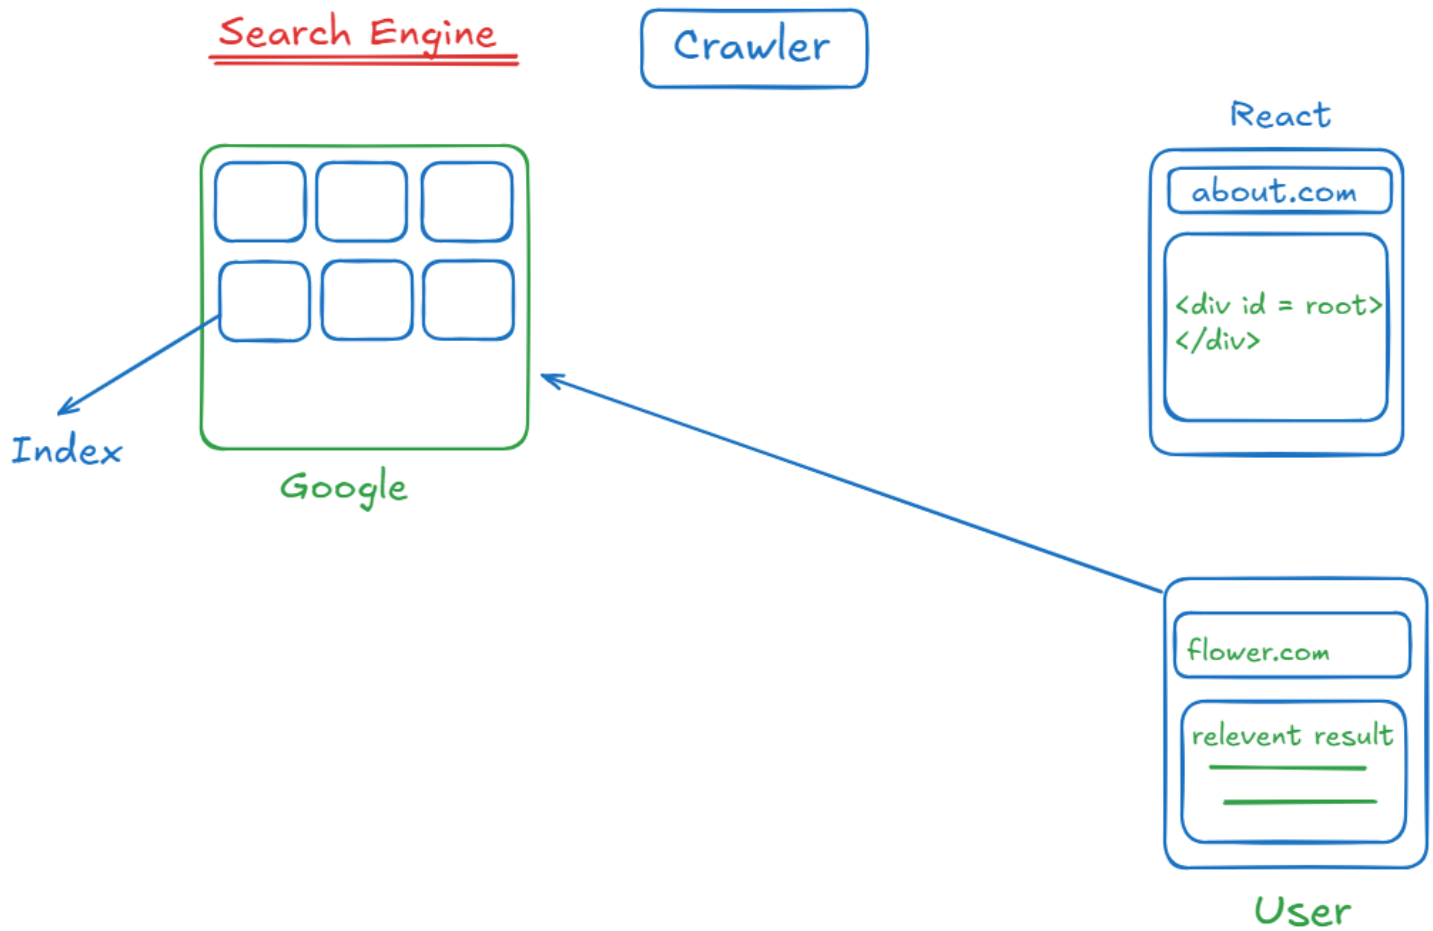 Search Engine
Crawler
React
about.com
<div id = root>
</div>
Index
Google
flower.com
relevent result
User